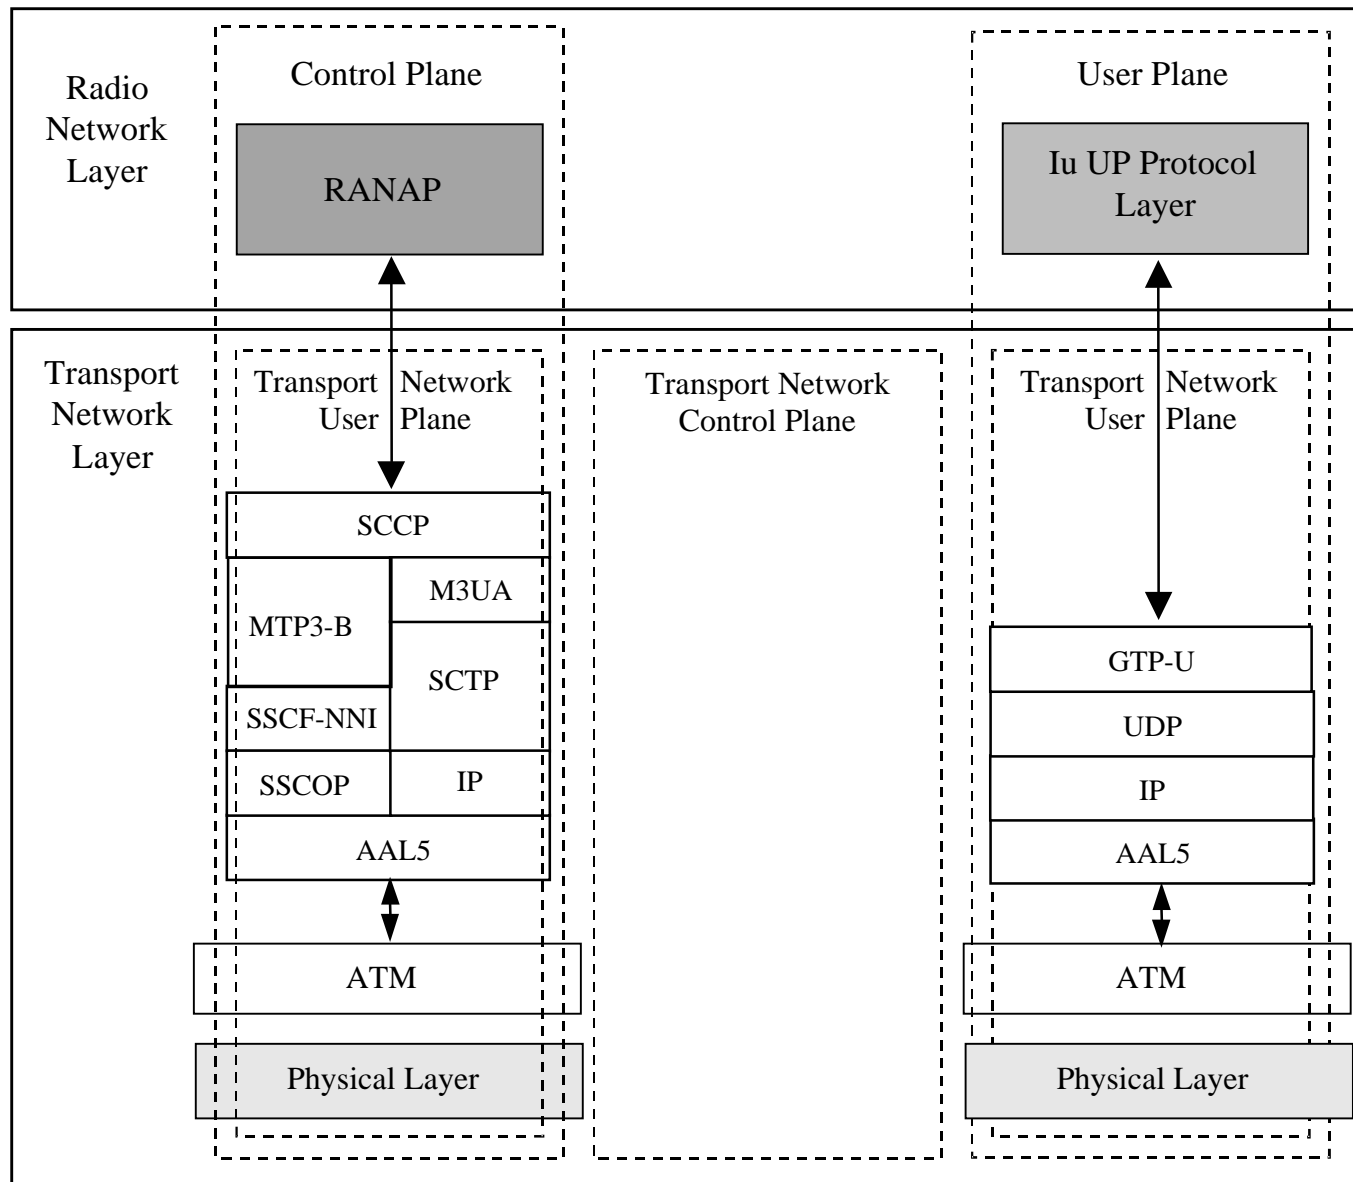 Radio
Network
Layer
Control Plane
RANAP
User Plane
Iu UP Protocol
Layer
Transport
Network
Layer
Transport Network
User Plane
SCCP
MTP3-B
M3UA
SCTP
SSCF-NNI
SSCOP
IP
AAL5
ATM
Physical Layer
Transport Network
Control Plane
Transport Network
User Plane
GTP-U
UDP
IP
AAL5
ATM
Physical Layer